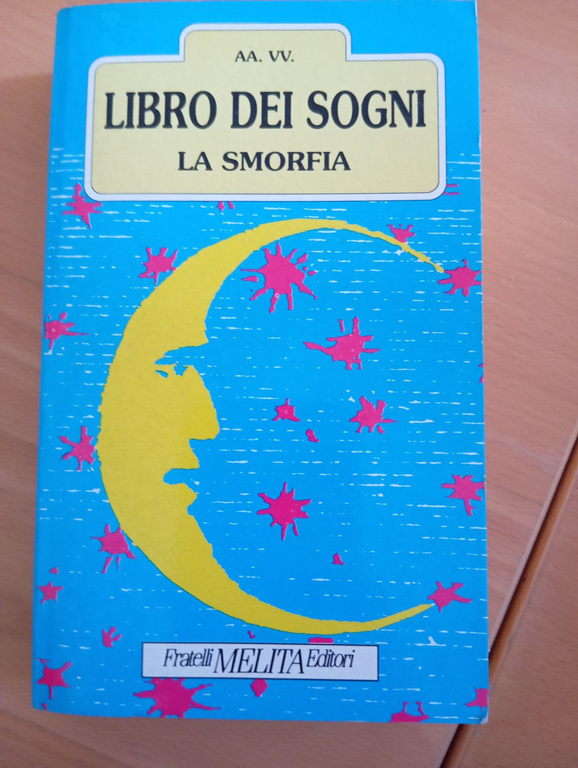 AA. VV.
LIBRO DEI SOGNI
LA SMORFIA
Fratelli MELITA Editori